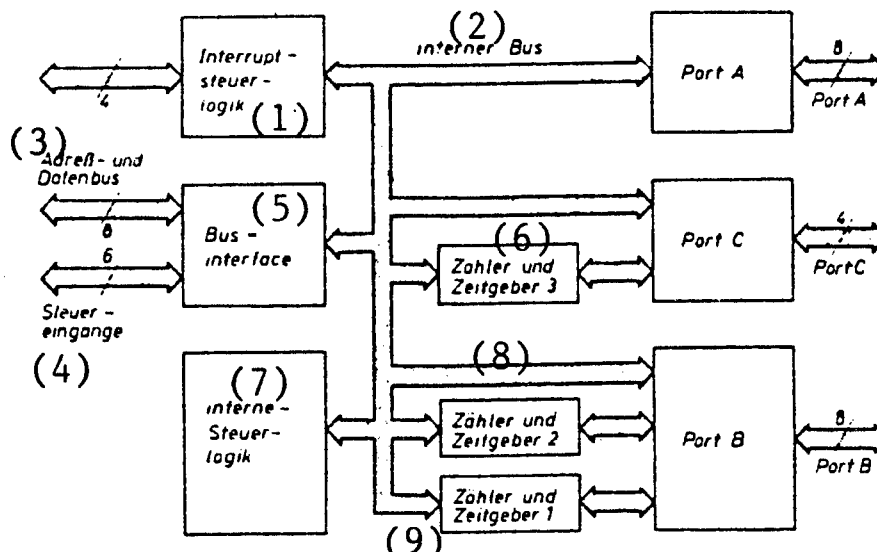 (2)
interner Bus
Interrupt-
steuer-
logik
(1)
4
Port A
8
Port A
(3)
Adreß- und
Datenbus
8
6
Steuer-
eingänge
(4)
(5)
Bus-
interface
(6)
Zähler und
Zeitgeber 3
Port C
4
Port C
(7)
interne-
Steuer-
logik
(8)
Zähler und
Zeitgeber 2
Zähler und
Zeitgeber 1
(9)
Port B
8
Port B